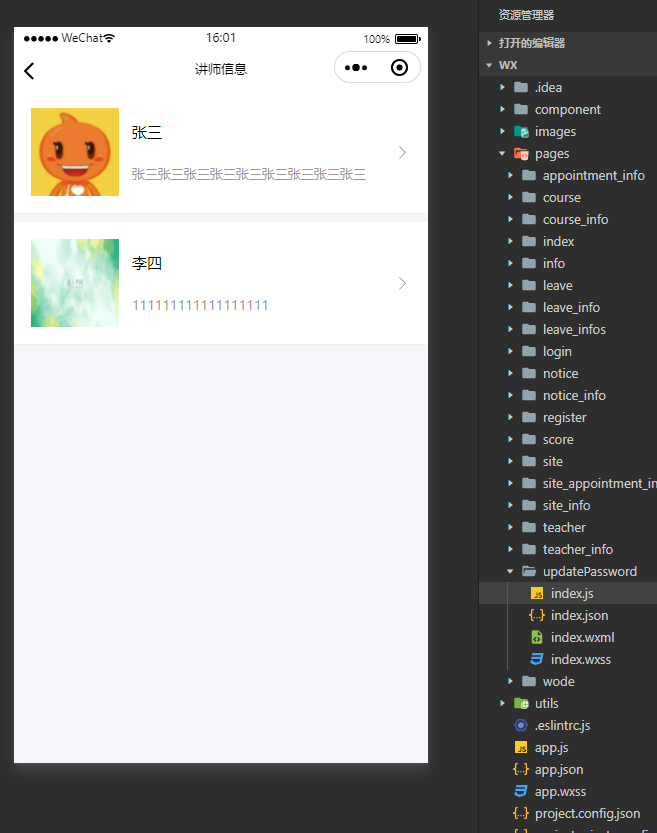 WeChat
16:01
100%
讲师信息
张三
张三张三张三张三张三张三张三张三张三
李四
111111111111111111
资源管理器
打开的编辑器
WX
.idea
component
images
pages
appointment_info
course
course_info
index
info
leave
leave_info
leave_infos
login
notice
notice_info
register
score
site
site_appointment_in
site_info
teacher
teacher_info
updatePassword
index.js
index.json
index.wxml
index.wxss
wode
utils
.eslintrc.js
app.js
app.json
app.wxss
project.config.json